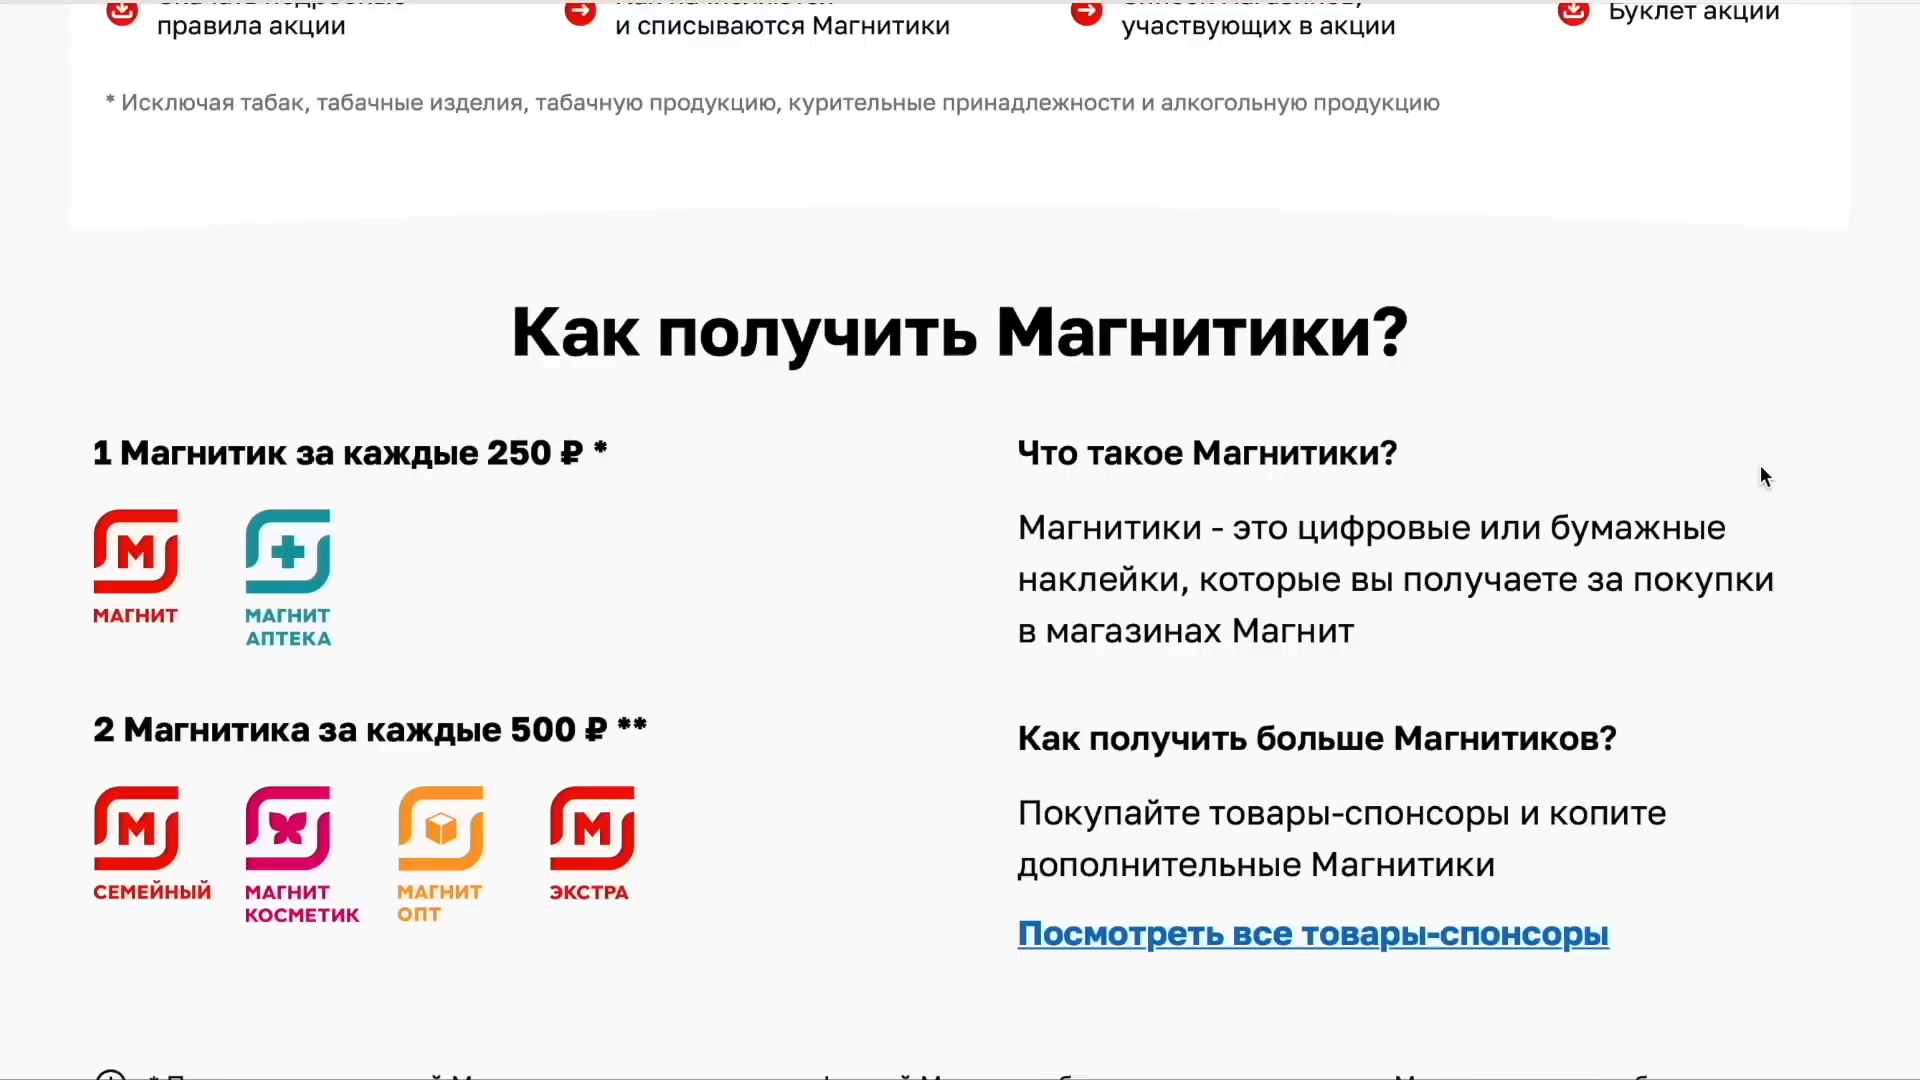 правила акции
и списываются Магнитики
участвующих в акции
Буклет акции
* Исключая табак, табачные изделия, табачную продукцию, курительные принадлежности и алкогольную продукцию
Как получить Магнитики?
1 Магнитик за каждые 250 ₽ *
МАГНИТ
МАГНИТ
АПТЕКА
2 Магнитика за каждые 500 ₽ **
СЕМЕЙНЫЙ
МАГНИТ
КОСМЕТИК
МАГНИТ
ОПТ
ЭКСТРА
Что такое Магнитики?
Магнитики - это цифровые или бумажные
наклейки, которые вы получаете за покупки
в магазинах Магнит
Как получить больше Магнитиков?
Покупайте товары-спонсоры и копите
дополнительные Магнитики
Посмотреть все товары-спонсоры